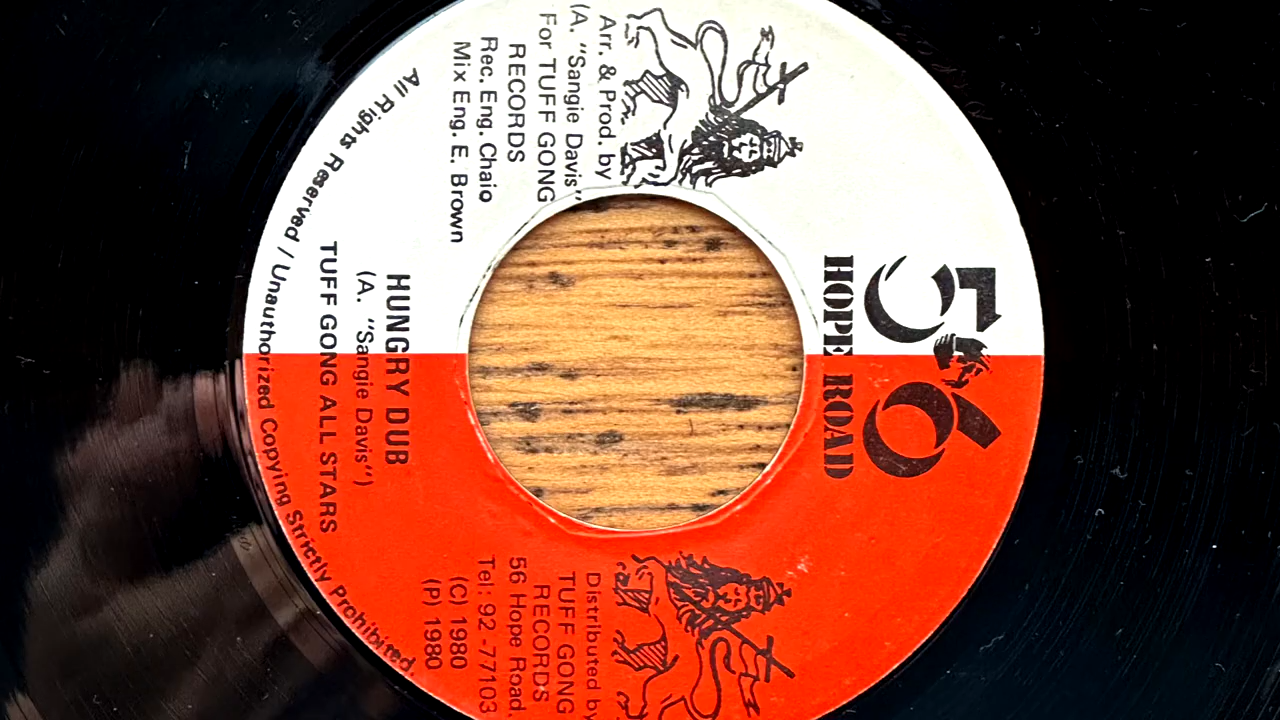 56
HOPE ROAD
Arr. & Prod. by
(A. "Sangie Davis"
For TUFF GONG
RECORDS
Rec. Eng. Chaio
Mix Eng. E. Brown
Distributed by
TUFF GONG
RECORDS
56 Hope Road.
Tel: 92-77103
(C) 1980
(P) 1980
HUNGRY DUB
(A. "Sangie Davis")
TUFF GONG ALL STARS
All Rights Reserved / Unauthorized Copying Strictly Prohibited.